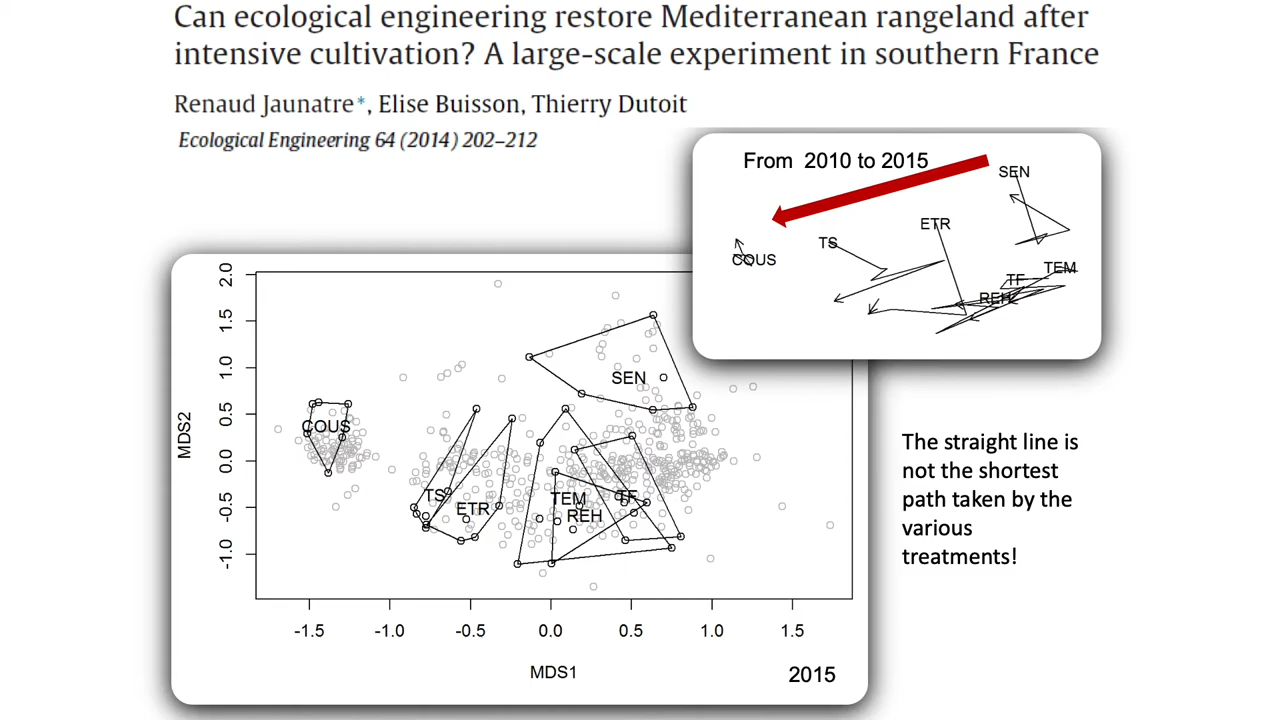 Can ecological engineering restore Mediterranean rangeland after
intensive cultivation? A large-scale experiment in southern France
Renaud Jaunatre*, Elise Buisson, Thierry Dutoit
Ecological Engineering 64 (2014) 202–212
From 2010 to 2015
SEN
ETR
TS
COUS
TEM
TF
REH
2.0
1.5
1.0
0.5
0.0
-0.5
-1.0
MDS2
SEN
COUS
TS
ETR
TEM
TF
REH
-1.5
-1.0
-0.5
0.0
0.5
1.0
1.5
MDS1
2015
The straight line is
not the shortest
path taken by the
various
treatments!